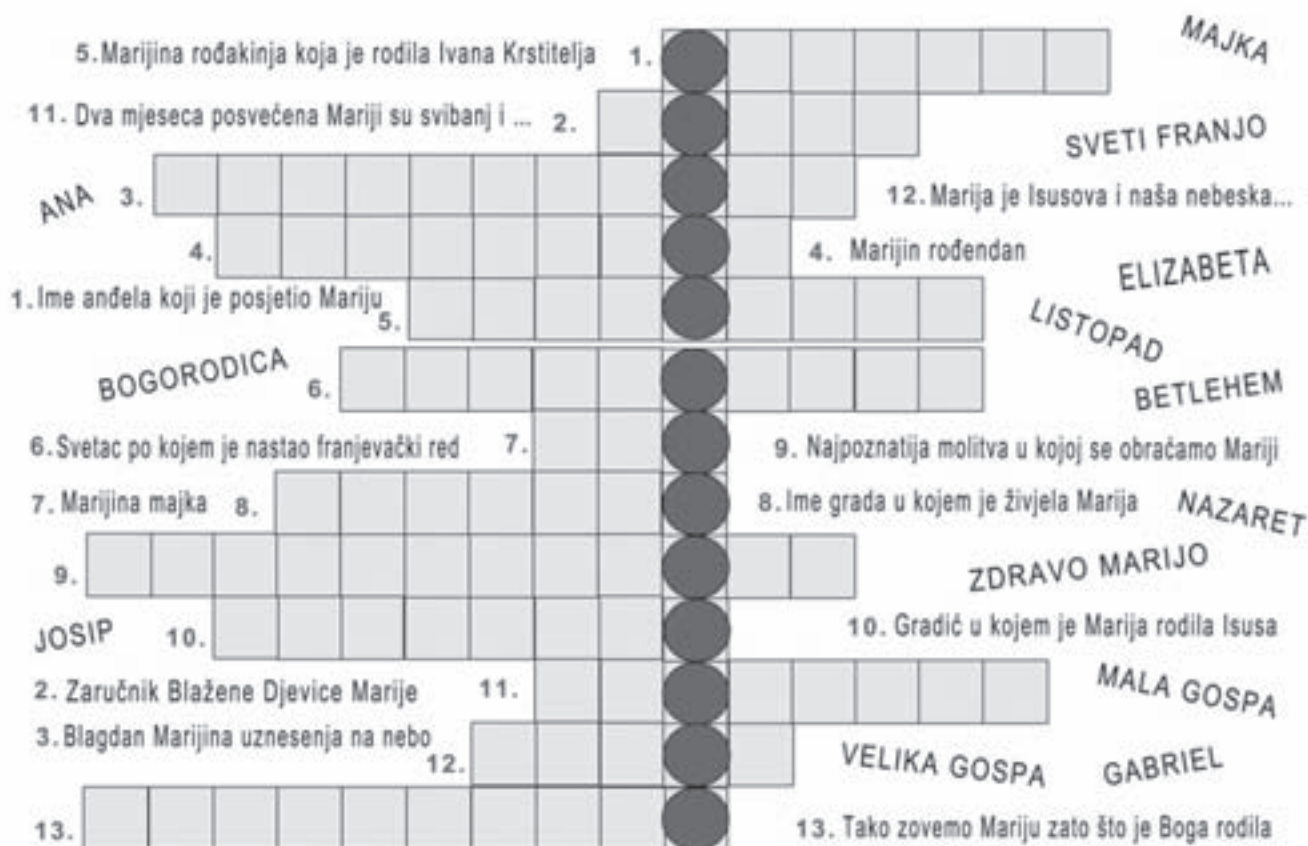 MAJKA
5. Marijina rođakinja koja je rodila Ivana Krstitelja
1.
11. Dva mjeseca posvećena Mariji su svibanj i ...
2.
SVETI FRANJO
ANA
3.
12. Marija je Isusova i naša nebeska...
4.
4. Marijin rođendan
ELIZABETA
1. Ime anđela koji je posjetio Mariju
5.
LISTOPAD
BOGORODICA
6.
BETLEHEM
6. Svetac po kojem je nastao franjevački red
7.
9. Najpoznatija molitva u kojoj se obraćamo Mariji
7. Marijina majka
8.
8. Ime grada u kojem je živjela Marija
NAZARET
9.
ZDRAVO MARIJO
JOSIP
10.
10. Gradić u kojem je Marija rodila Isusa
2. Zaručnik Blažene Djevice Marije
11.
MALA GOSPA
3. Blagdan Marijina uznesenja na nebo
12.
VELIKA GOSPA
GABRIEL
13.
13. Tako zovemo Mariju zato što je Boga rodila